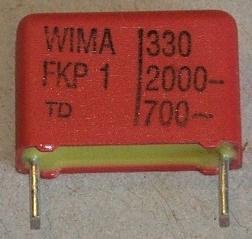 WIMA 330
FKP 1 2000-
TD 700~